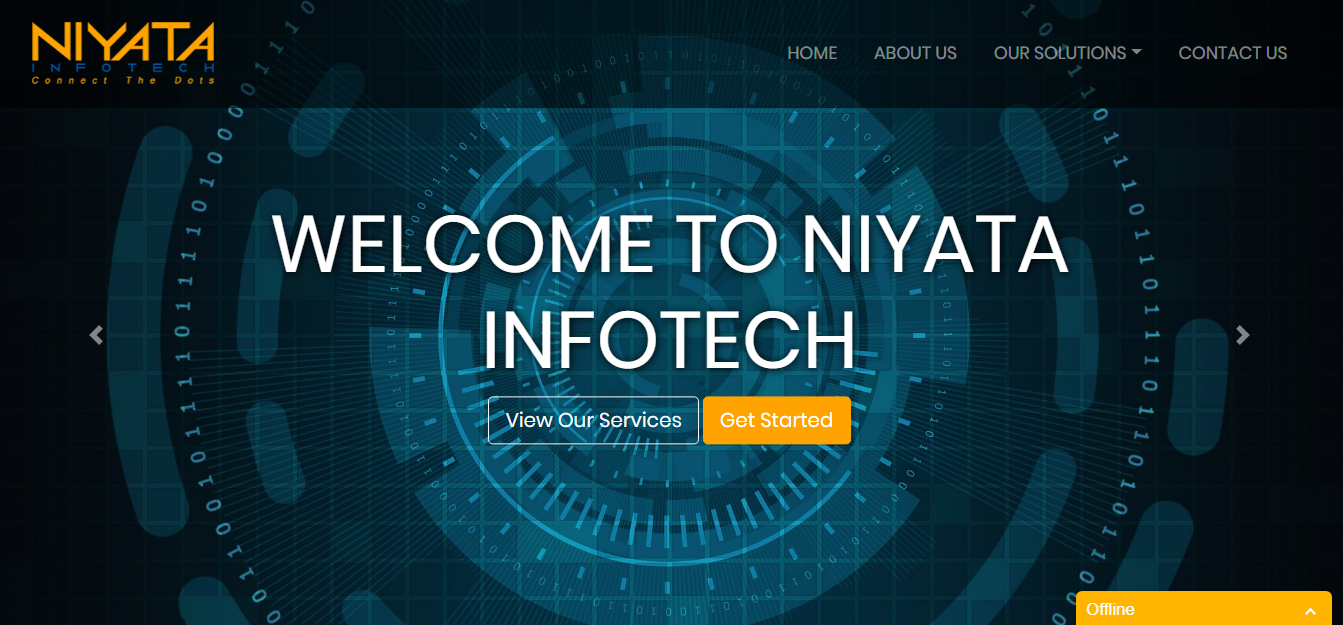 NIYATA
INFOTECH
Connect The Dots
HOME
ABOUT US
OUR SOLUTIONS
CONTACT US
WELCOME TO NIYATA
INFOTECH
View Our Services
Get Started
Offline